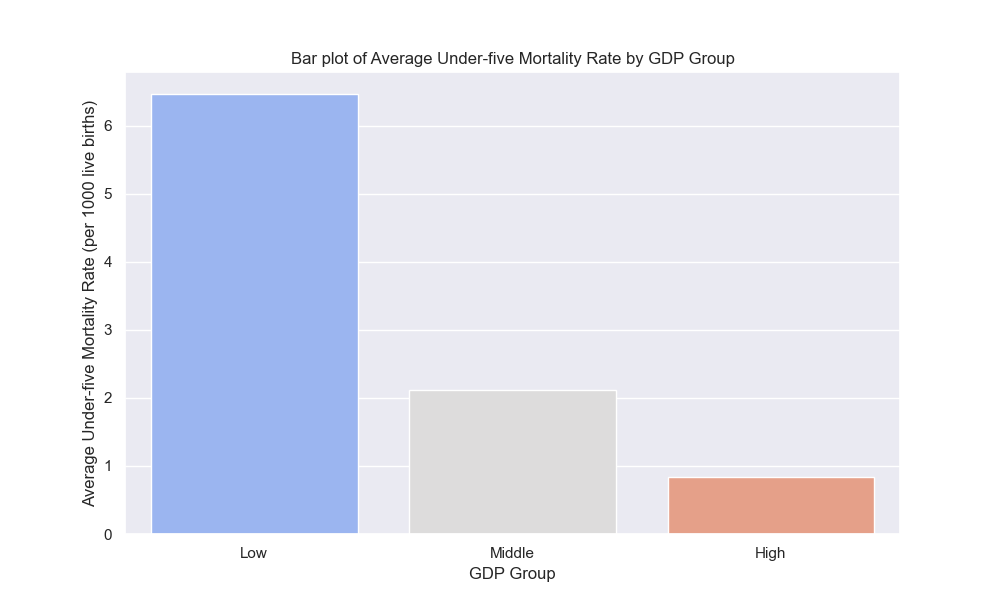 Bar plot of Average Under-five Mortality Rate by GDP Group
Average Under-five Mortality Rate (per 1000 live births)
6
5
4
3
2
1
0
Low
Middle
High
GDP Group